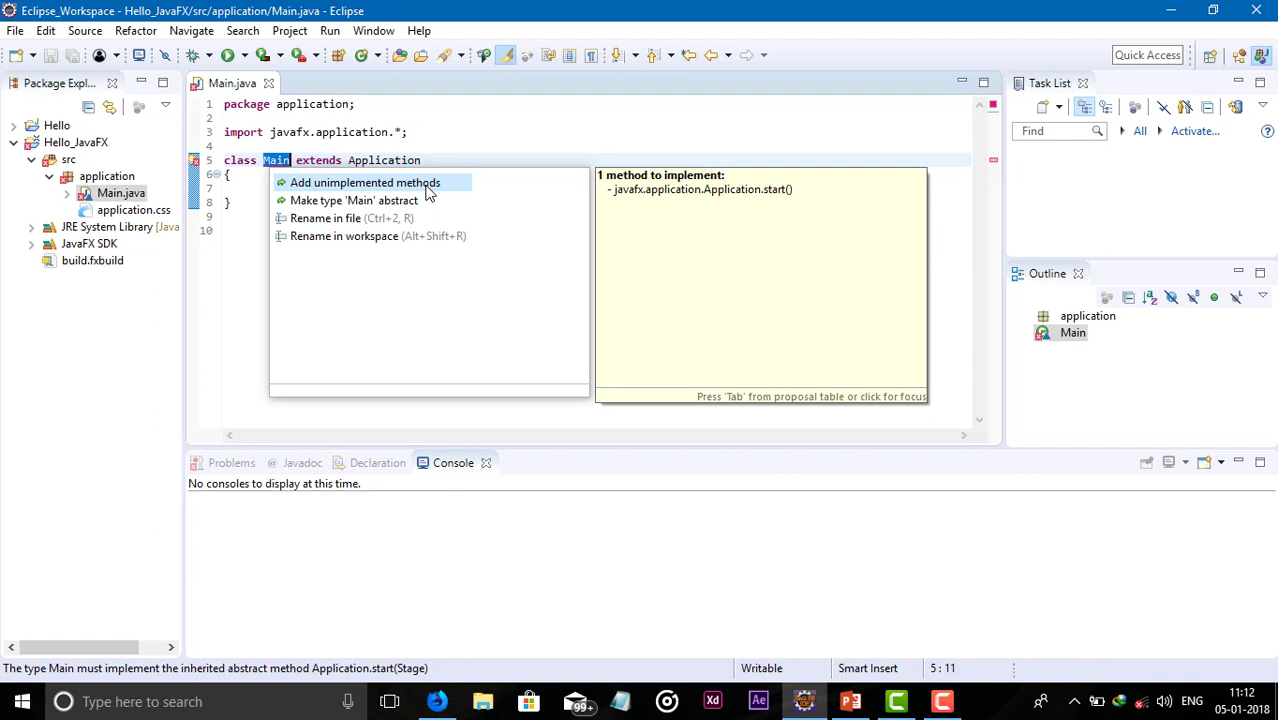 Eclipse_Workspace - Hello_JavaFX/src/application/Main.java - Eclipse
File Edit Source Refactor Navigate Search Project Run Window Help
Quick Access
Package Expl...
Hello
Hello_JavaFX
src
application
Main.java
application.css
JRE System Library [Java
JavaFX SDK
build.fxbuild
Main.java
1 package application;
2
3 import javafx.application.*;
4
5 class Main extends Application
6 {
7
8 }
9
10
Add unimplemented methods
Make type 'Main' abstract
Rename in file (Ctrl+2, R)
Rename in workspace (Alt+Shift+R)
1 method to implement:
- javafx.application.Application.start()
Press 'Tab' from proposal table or click for focus
Task List
Find All Activate...
Outline
application
Main
Problems Javadoc Declaration Console
No consoles to display at this time.
The type Main must implement the inherited abstract method Application.start(Stage)
Writable Smart Insert 5 : 11
Type here to search
99+
Xd Ae
ENG
11:12
05-01-2018